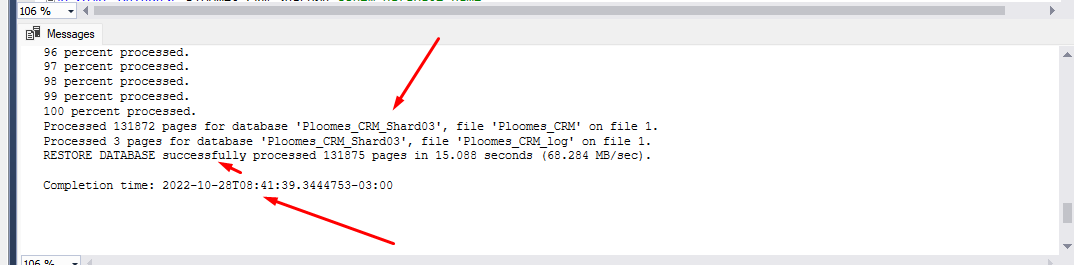 106 %
Messages
96 percent processed.
97 percent processed.
98 percent processed.
99 percent processed.
100 percent processed.
Processed 131872 pages for database 'Ploomes_CRM_Shard03', file 'Ploomes_CRM' on file 1.
Processed 3 pages for database 'Ploomes_CRM_Shard03', file 'Ploomes_CRM_log' on file 1.
RESTORE DATABASE successfully processed 131875 pages in 15.088 seconds (68.284 MB/sec).
Completion time: 2022-10-28T08:41:39.3444753-03:00
106 %